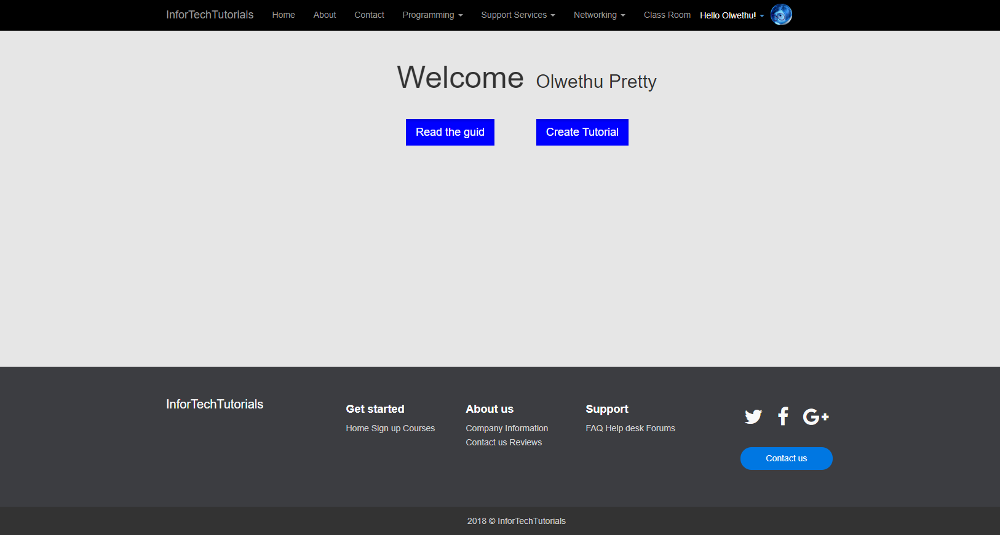 InforTechTutorials Home About Contact Programming Support Services Networking Class Room Hello Olwethu!
Welcome Olwethu Pretty
Read the guid Create Tutorial
InforTechTutorials
Get started
Home Sign up Courses
About us
Company Information
Contact us Reviews
Support
FAQ Help desk Forums
Contact us
2018 © InforTechTutorials